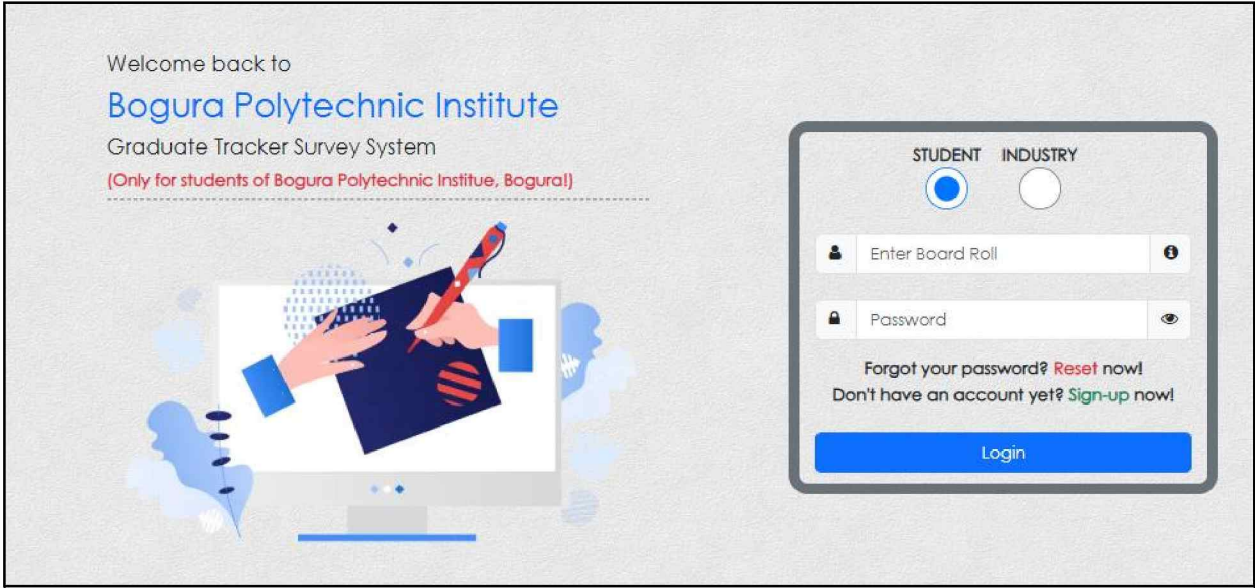 Welcome back to
Bogura Polytechnic Institute
Graduate Tracker Survey System
(Only for students of Bogura Polytechnic Institue, Bogura!)
STUDENT INDUSTRY
Enter Board Roll
Password
Forgot your password? Reset now!
Don't have an account yet? Sign-up now!
Login